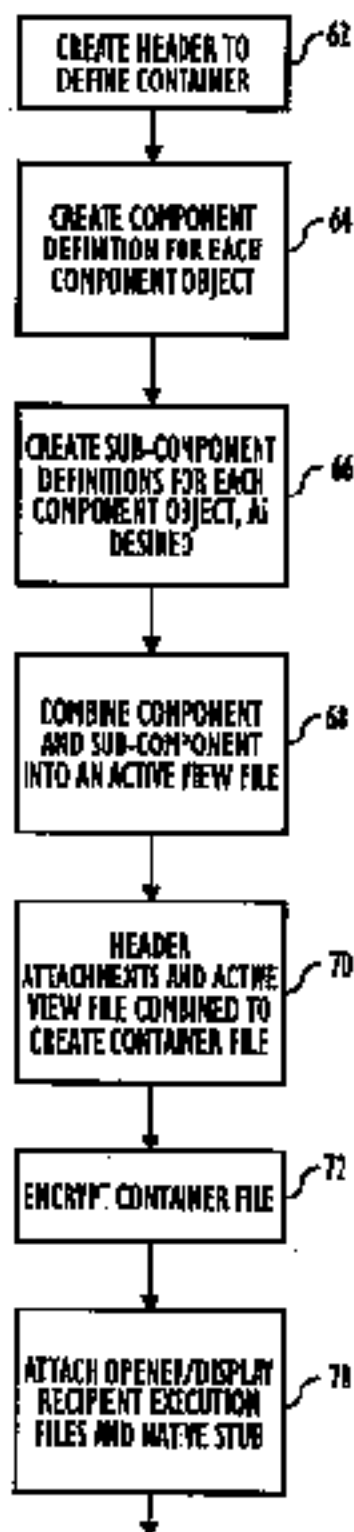 CREATE HEADER TO
DEFINE CONTAINER
62
CREATE COMPONENT
DEFINITION FOR EACH
COMPONENT OBJECT
64
CREATE SUB-COMPONENT
DEFINITIONS FOR EACH
COMPONENT OBJECT, AS
DESIRED
66
COMBINE COMPONENT
AND SUB-COMPONENT
INTO AN ACTIVE VIEW FILE
68
HEADER
ATTACHMENTS AND ACTIVE
VIEW FILE COMBINED TO
CREATE CONTAINER FILE
70
ENCRYPT CONTAINER FILE
72
ATTACH OPENER/DISPLAY
RECIPIENT EXECUTION
FILES AND NATIVE STUB